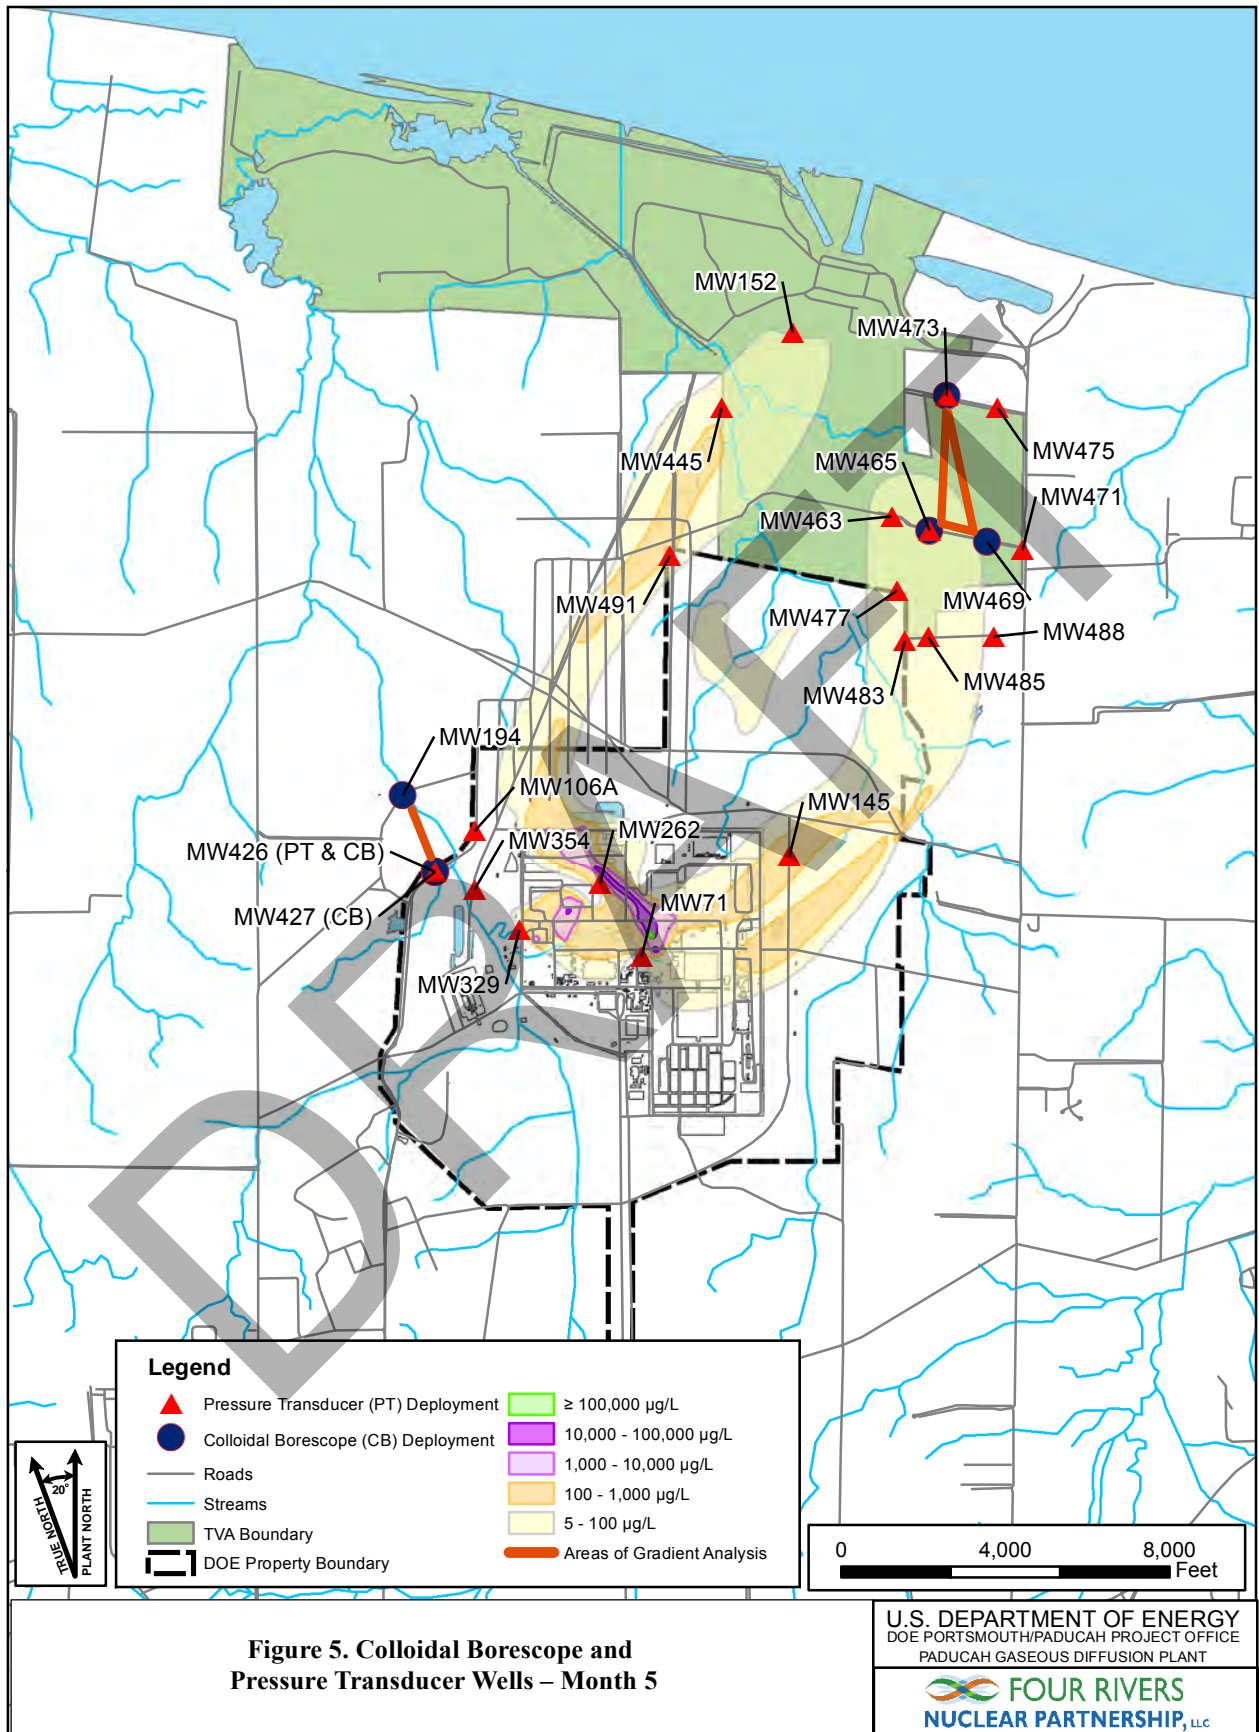 MW152
MW473
MW445
MW465
MW475
MW463
MW471
MW491
MW477
MW469
MW488
MW483
MW485
MW194
MW106A
MW145
MW354
MW262
MW426 (PT & CB)
MW427 (CB)
MW71
MW329
DRAFT
Legend
Pressure Transducer (PT) Deployment
Colloidal Borescope (CB) Deployment
Roads
Streams
TVA Boundary
DOE Property Boundary
≥ 100,000 µg/L
10,000 - 100,000 µg/L
1,000 - 10,000 µg/L
100 - 1,000 µg/L
5 - 100 µg/L
Areas of Gradient Analysis
20°
TRUE NORTH
PLANT NORTH
0 4,000 8,000
Feet
Figure 5. Colloidal Borescope and
Pressure Transducer Wells – Month 5
U.S. DEPARTMENT OF ENERGY
DOE PORTSMOUTH/PADUCAH PROJECT OFFICE
PADUCAH GASEOUS DIFFUSION PLANT
FOUR RIVERS
NUCLEAR PARTNERSHIP, LLC